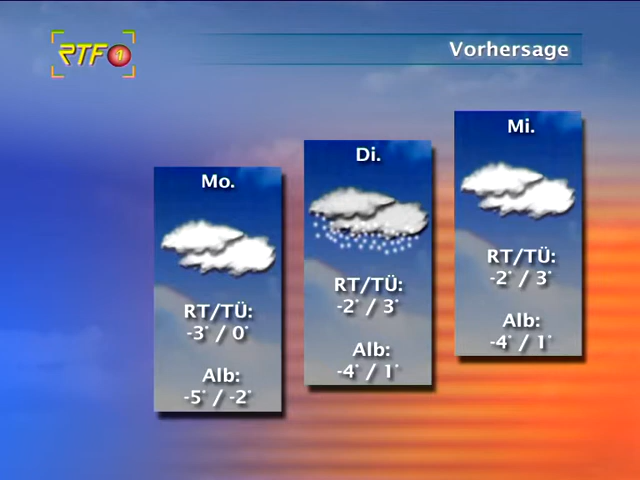 RTF 1
Vorhersage
Mo.
RT/TÜ:
-3° / 0°
Alb:
-5° / -2°
Di.
RT/TÜ:
-2° / 3°
Alb:
-4° / 1°
Mi.
RT/TÜ:
-2° / 3°
Alb:
-4° / 1°